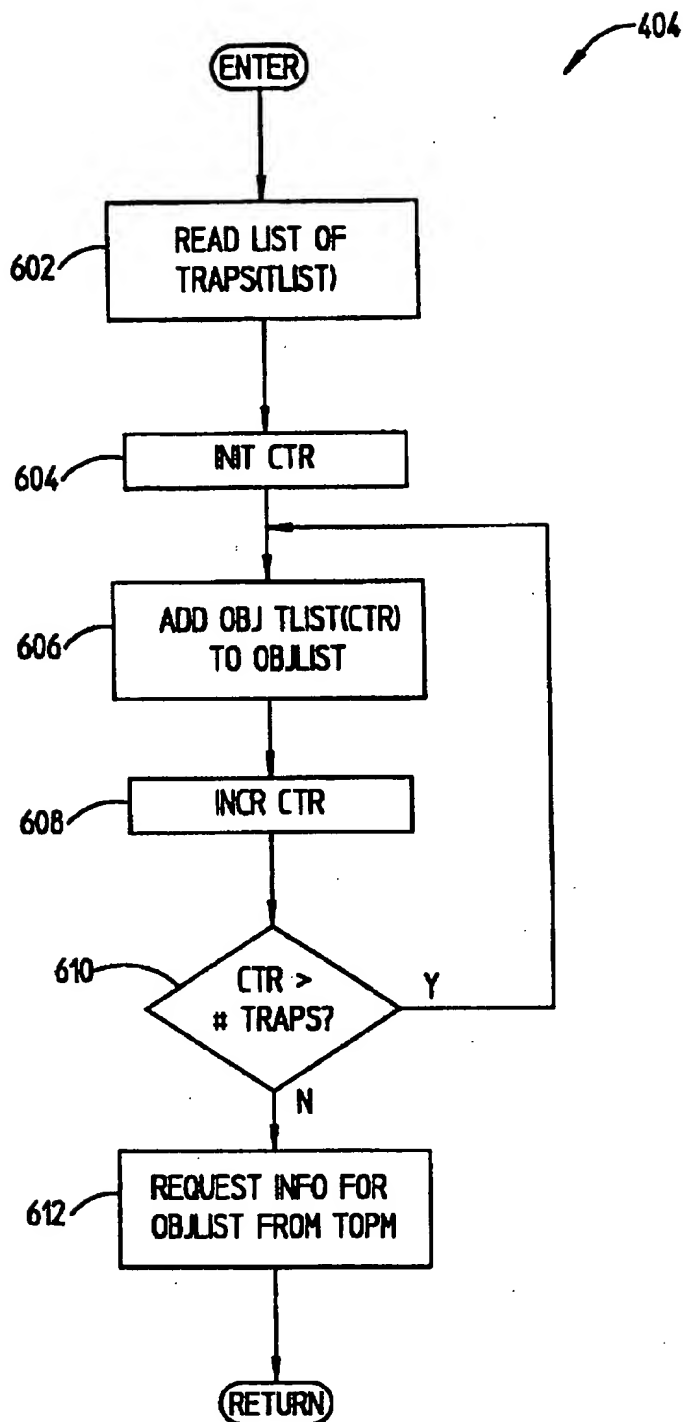 404
ENTER
602
READ LIST OF
TRAPS(TLIST)
604
INIT CTR
606
ADD OBJ TLIST(CTR)
TO OBJLIST
608
INCR CTR
610
CTR >
# TRAPS?
Y
N
612
REQUEST INFO FOR
OBJLIST FROM TOPM
RETURN